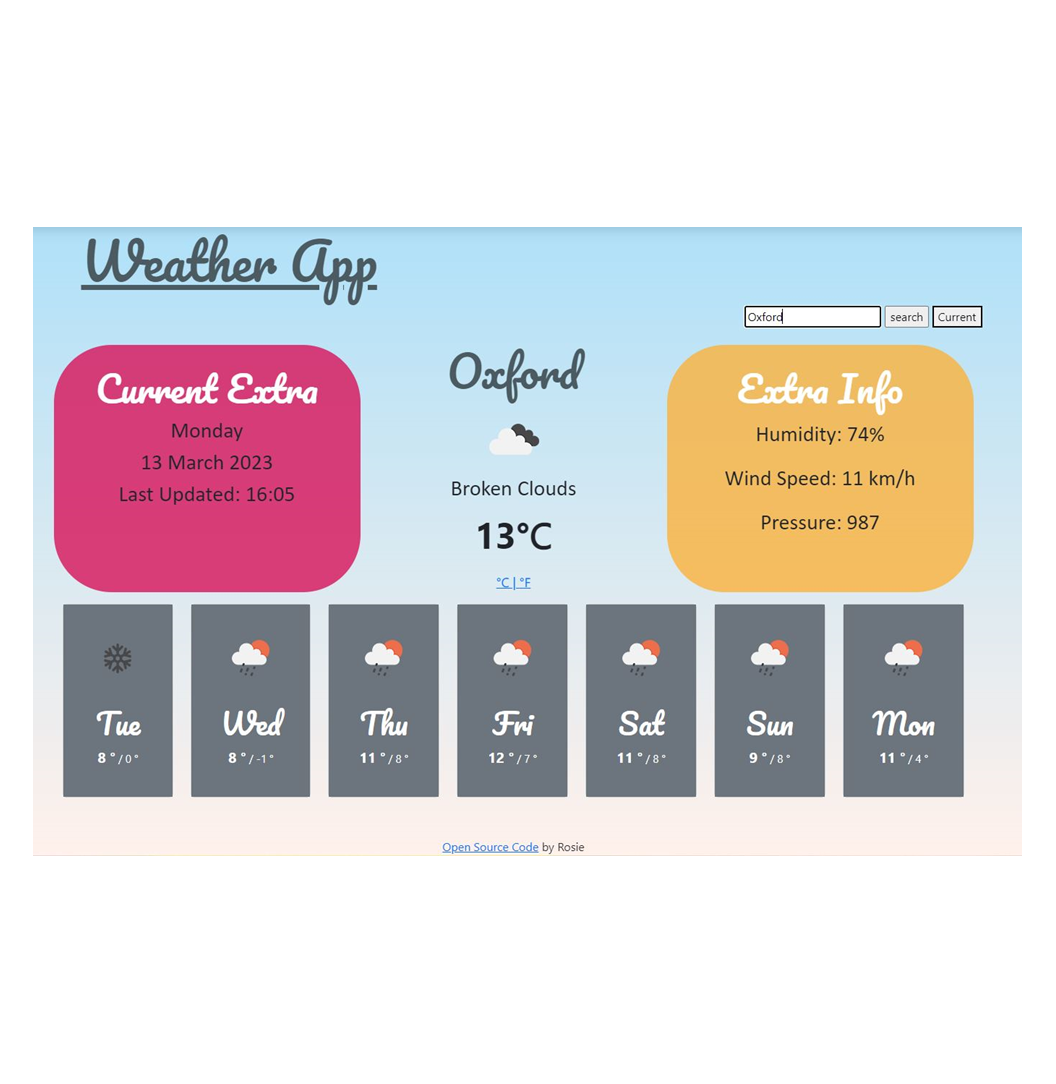 Weather App
Oxford search Current
Current Extra
Monday
13 March 2023
Last Updated: 16:05
Oxford
Broken Clouds
13°C
°C | °F
Extra Info
Humidity: 74%
Wind Speed: 11 km/h
Pressure: 987
Tue
8 °/0°
Wed
8 °/-1°
Thu
11 °/8°
Fri
12 °/7°
Sat
11 °/8°
Sun
9 °/8°
Mon
11 °/4°
Open Source Code by Rosie